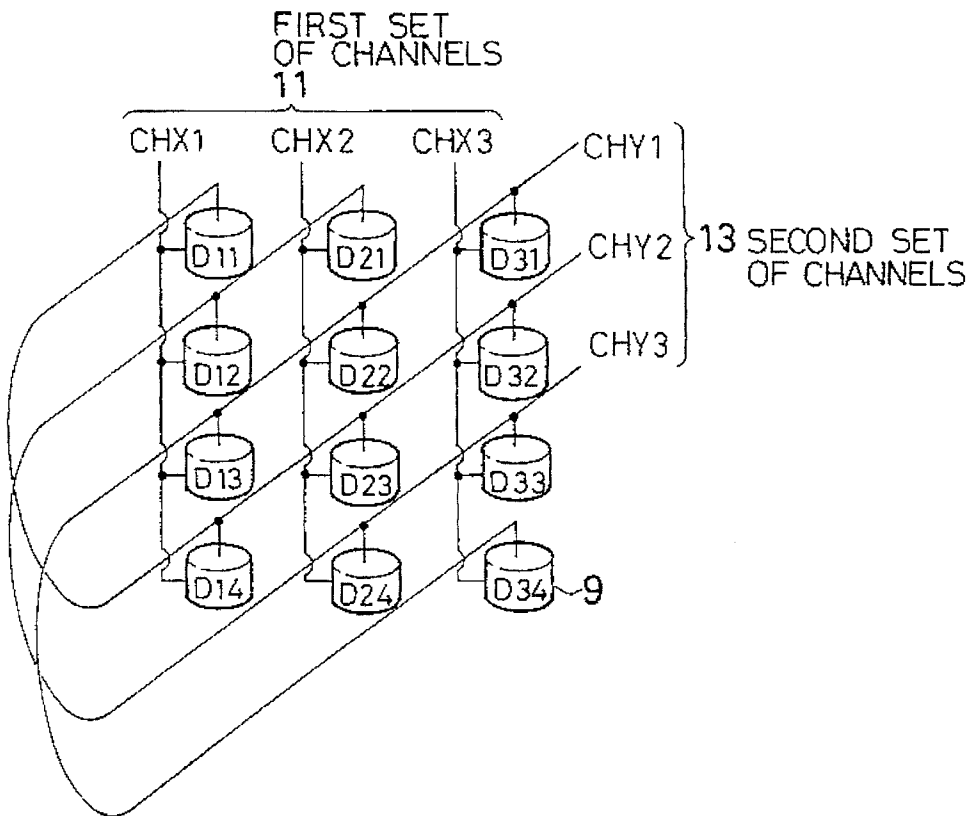 FIRST SET
OF CHANNELS
11
CHX1 CHX2 CHX3 CHY1
D11 D21 D31
CHY2
13 SECOND SET
OF CHANNELS
D12 D22 D32
CHY3
D13 D23 D33
D14 D24 D34 9